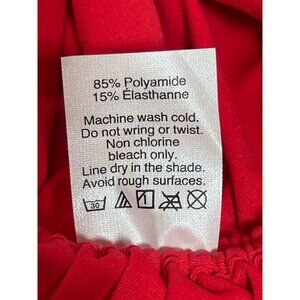 85% Polyamide
15% Élasthanne
Machine wash cold.
Do not wring or twist.
Non chlorine
bleach only.
Line dry in the shade.
Avoid rough surfaces.
30